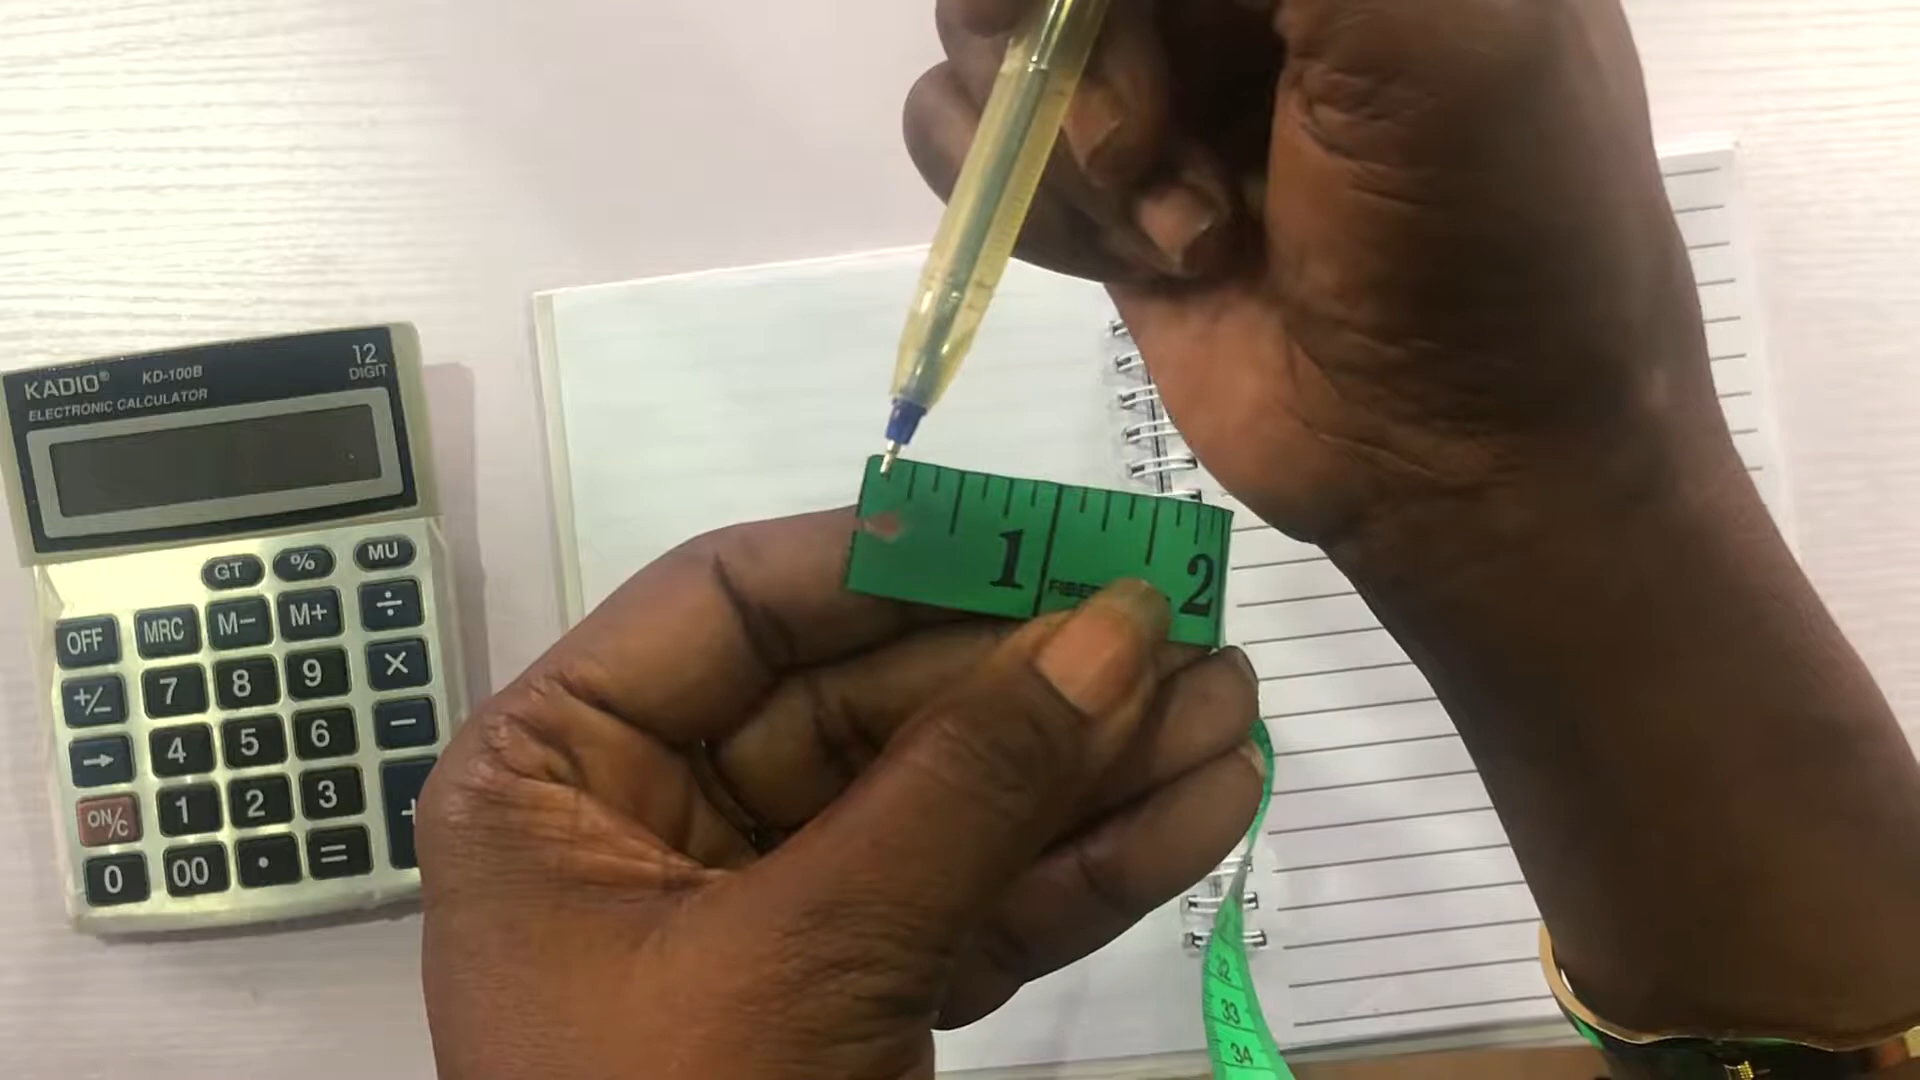 KADIO® KD-100B 12
DIGIT
ELECTRONIC CALCULATOR
GT % MU
OFF MRC M− M+ ÷
+/− 7 8 9 ×
→ 4 5 6 −
ON/C 1 2 3 +
0 00 . =
1 2
33
34